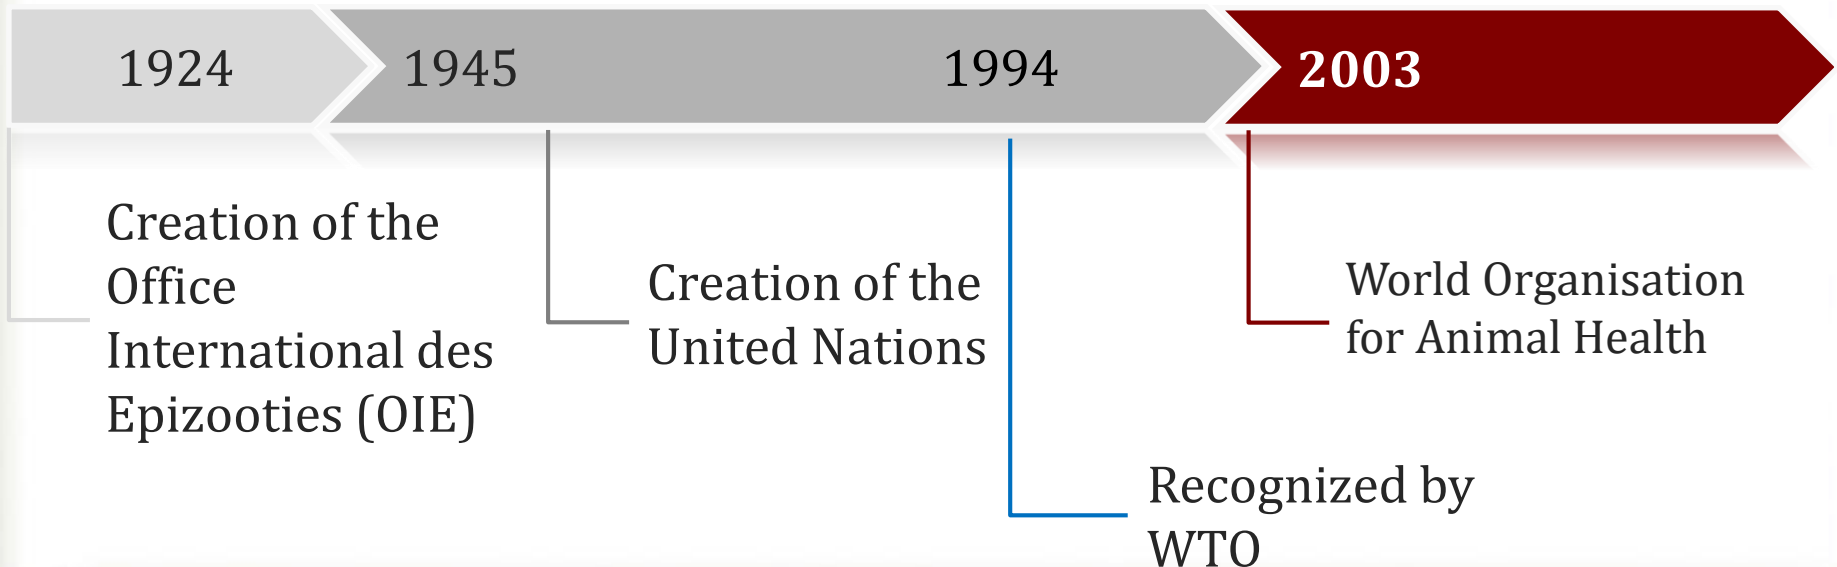 1924
1945
1994
2003
Creation of the
Office
International des
Epizooties (OIE)
Creation of the
United Nations
Recognized by
WTO
World Organisation
for Animal Health